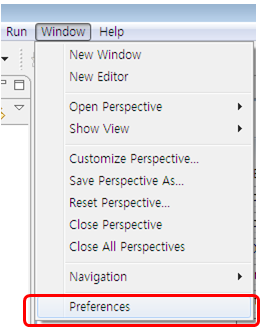 Run Window Help
New Window
New Editor
Open Perspective
Show View
Customize Perspective...
Save Perspective As...
Reset Perspective...
Close Perspective
Close All Perspectives
Navigation
Preferences